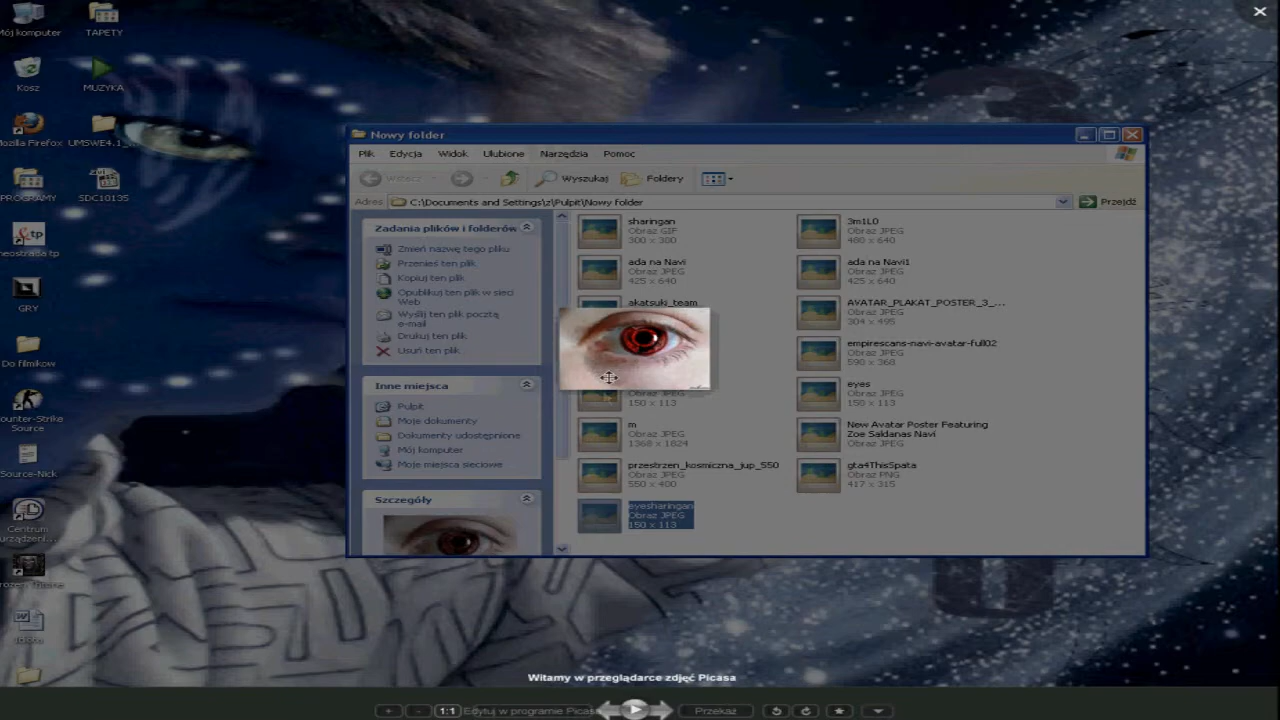 Mój komputer
TAPETY
Kosz
MUZYKA
Mozilla Firefox
UMSWE4.1_
PROGRAMY
SDC10135
neostrada tp
GRY
Do filmikom
Counter-Strike
Source
Source-Nick
Centrum
Nowy folder
Plik Edycja Widok Ulubione Narzędzia Pomoc
Wstecz Wyszukaj Foldery
Adres C:\Documents and Settings\z\Pulpit\Nowy folder Przejdź
Zadania plików i folderów
Zmień nazwę tego pliku
Przenieś ten plik
Kopiuj ten plik
Opublikuj ten plik w sieci
Web
Wyślij ten plik pocztą
e-mail
Drukuj ten plik
Usuń ten plik
Inne miejsca
Pulpit
Moje dokumenty
Dokumenty udostępnione
Mój komputer
Moje miejsca sieciowe
Szczegóły
sharingan
Obraz GIF
300 x 300
3m1L0
Obraz JPEG
480 x 640
ada na Navi
Obraz JPEG
425 x 640
ada na Navi1
Obraz JPEG
425 x 640
akatsuki_team
AVATAR_PLAKAT_POSTER_3_...
Obraz JPEG
304 x 495
empirescans-navi-avatar-full02
Obraz JPEG
590 x 368
Obraz JPEG
150 x 113
eyes
Obraz JPEG
150 x 113
m
Obraz JPEG
1368 x 1824
New Avatar Poster Featuring
Zoe Saldanas Navi
przestrzen_kosmiczna_jup_550
Obraz JPEG
550 x 400
gta4ThisSpata
Obraz PNG
417 x 315
eyesharingan
Obraz JPEG
150 x 113
Witamy w przeglądarce zdjęć Picasa
1:1 Edytuj w programie Picasa Przekaż